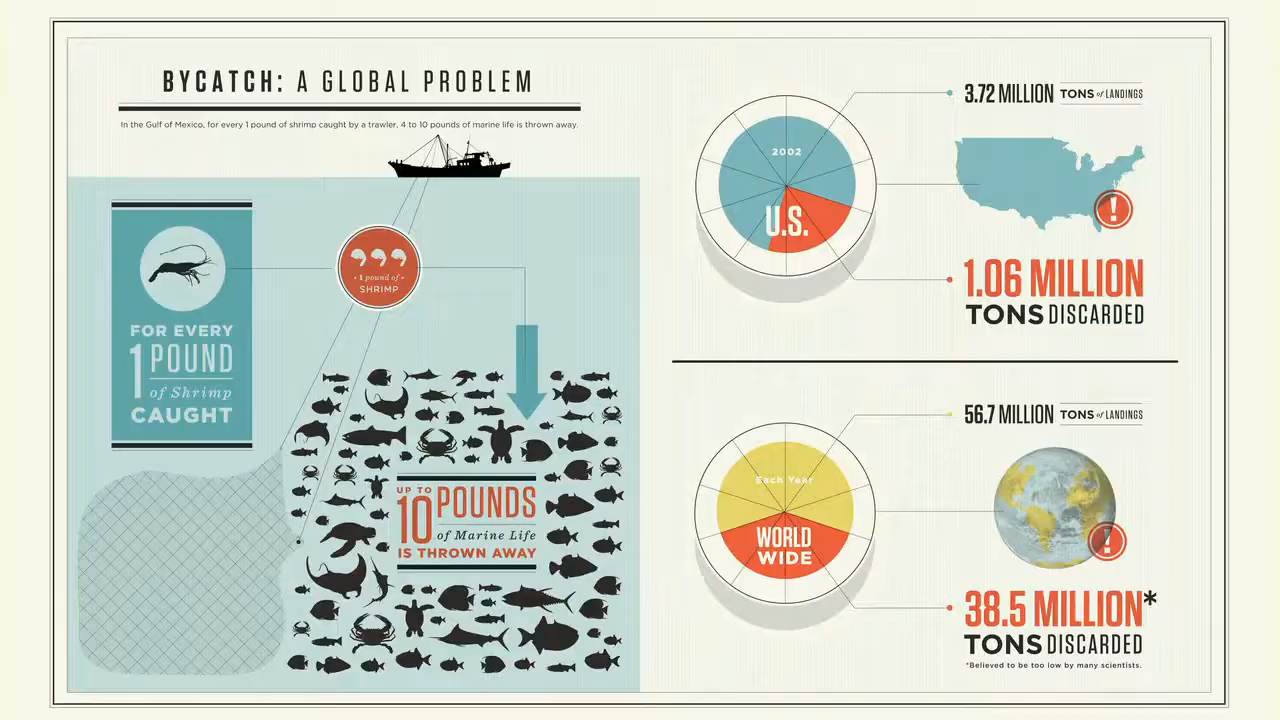 BYCATCH: A GLOBAL PROBLEM
In the Gulf of Mexico, for every 1 pound of shrimp caught by a trawler, 4 to 10 pounds of marine life is thrown away.
FOR EVERY
1 POUND
of Shrimp
CAUGHT
• 1 pound of •
SHRIMP
UP TO
10 POUNDS
of Marine Life
IS THROWN AWAY
2002
U.S.
3.72 MILLION TONS of LANDINGS
!
1.06 MILLION
TONS DISCARDED
Each Year
WORLD
WIDE
56.7 MILLION TONS of LANDINGS
!
38.5 MILLION*
TONS DISCARDED
*Believed to be too low by many scientists.